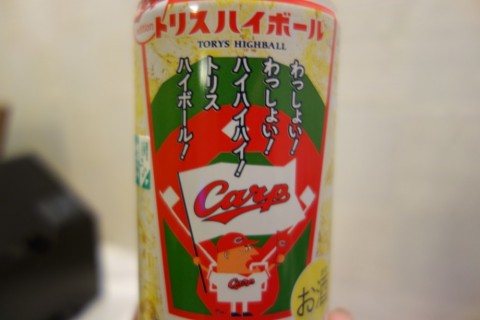 トリスハイボール
TORYS HIGHBALL
わっしょい!
わっしょい!
ハイハイハイ!
トリス
ハイボール!
Carp
Carp
お酒